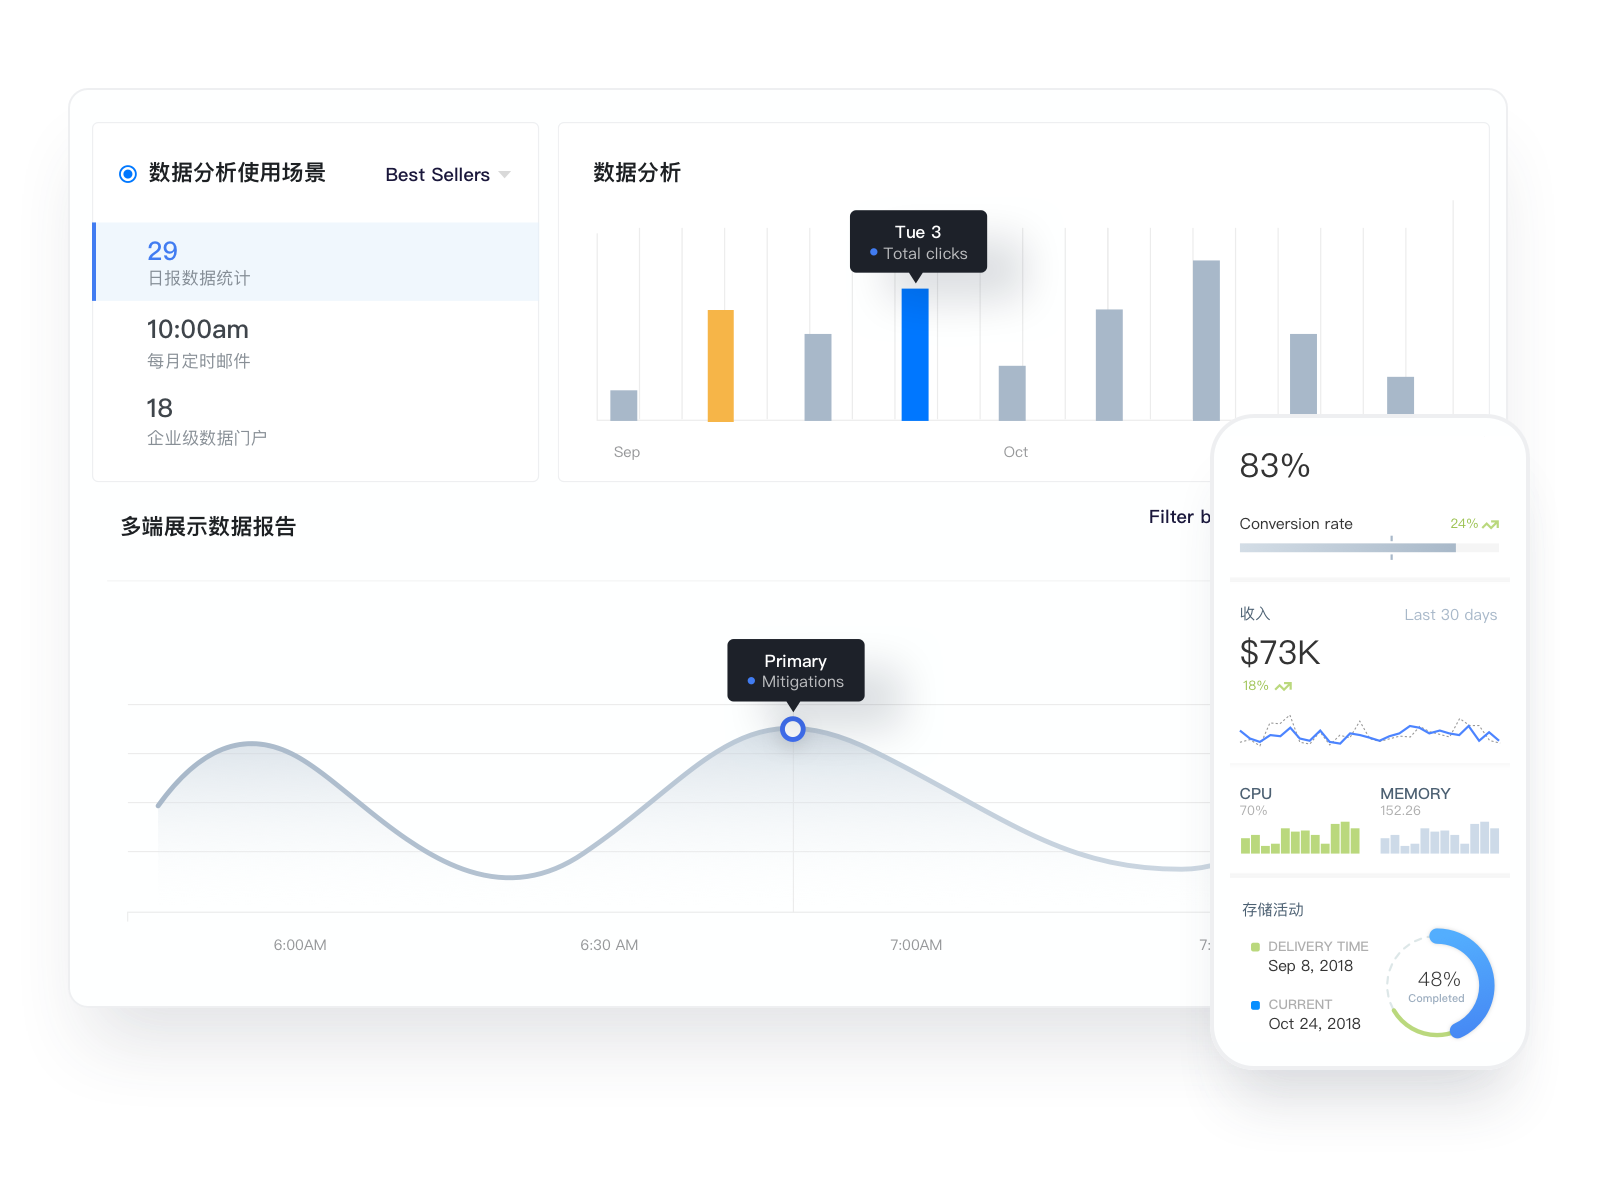 数据分析使用场景
Best Sellers
29
日报数据统计
10:00am
每月定时邮件
18
企业级数据门户
数据分析
Tue 3
Total clicks
Sep
Oct
多端展示数据报告
Filter b
Primary
Mitigations
6:00AM
6:30 AM
7:00AM
7:
83%
Conversion rate
24%
收入
Last 30 days
$73K
18%
CPU
MEMORY
70%
152.26
存储活动
DELIVERY TIME
Sep 8, 2018
48%
Completed
CURRENT
Oct 24, 2018